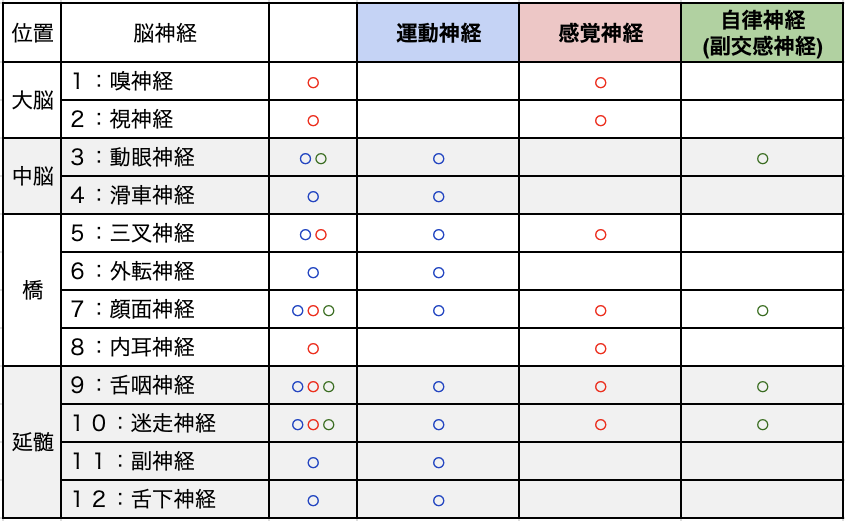 位置 脳神経 運動神経 感覚神経 自律神経
(副交感神経)
大脳 1：嗅神経 ○ ○
2：視神経 ○ ○
中脳 3：動眼神経 ○○ ○ ○
4：滑車神経 ○ ○
橋 5：三叉神経 ○○ ○ ○
6：外転神経 ○ ○
7：顔面神経 ○○○ ○ ○ ○
8：内耳神経 ○ ○
延髄 9：舌咽神経 ○○○ ○ ○ ○
10：迷走神経 ○○○ ○ ○ ○
11：副神経 ○ ○
12：舌下神経 ○ ○